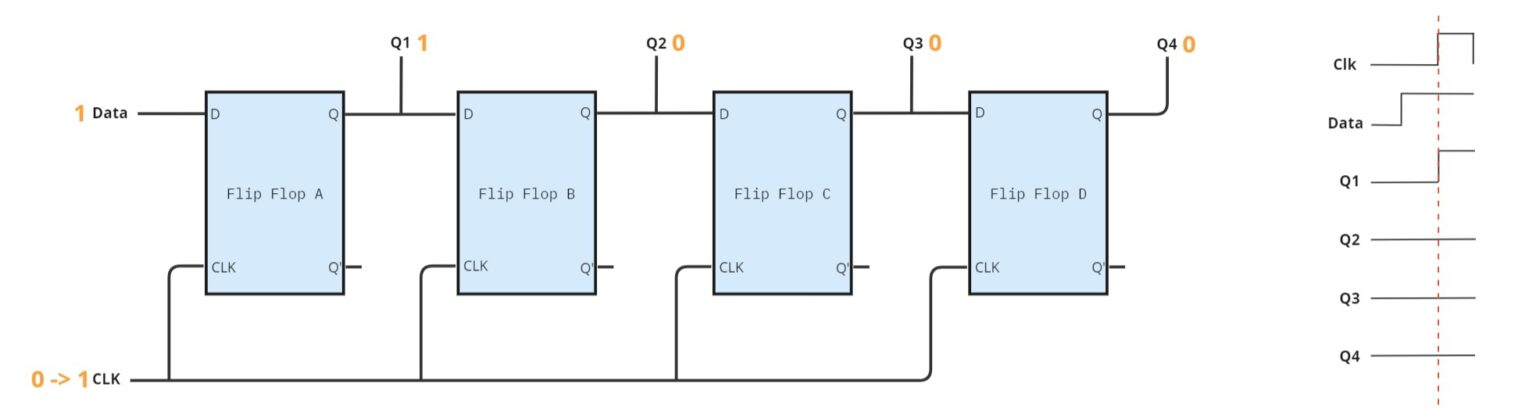 Q1 1
Q2 0
Q3 0
Q4 0
Clk
1 Data
D Q
D Q
D Q
D Q
Data
Flip Flop A
Flip Flop B
Flip Flop C
Flip Flop D
Q1
Q2
CLK Q'
CLK Q'
CLK Q'
CLK Q'
Q3
Q4
0 -> 1 CLK